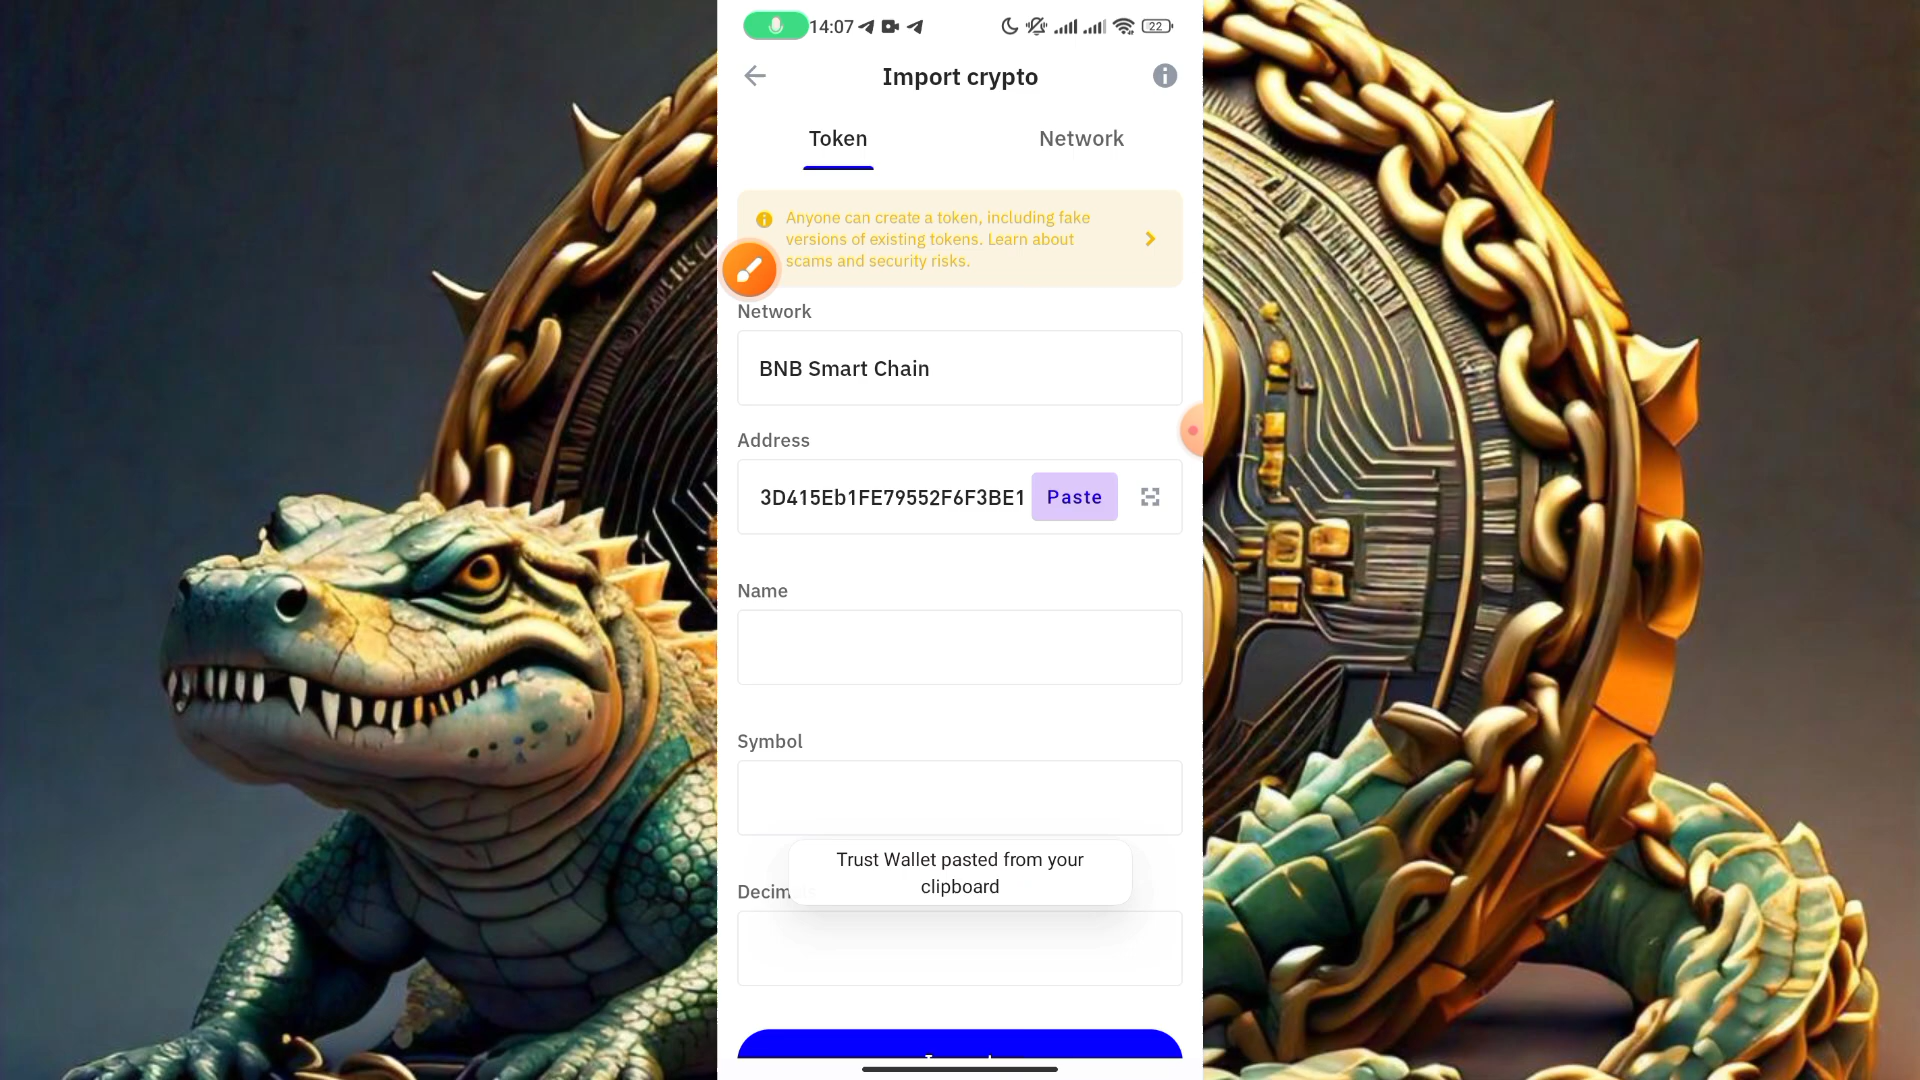 14:07
22
Import crypto
Token
Network
Anyone can create a token, including fake
versions of existing tokens. Learn about
scams and security risks.
Network
BNB Smart Chain
Address
3D415Eb1FE79552F6F3BE1
Paste
Name
Symbol
Trust Wallet pasted from your
clipboard